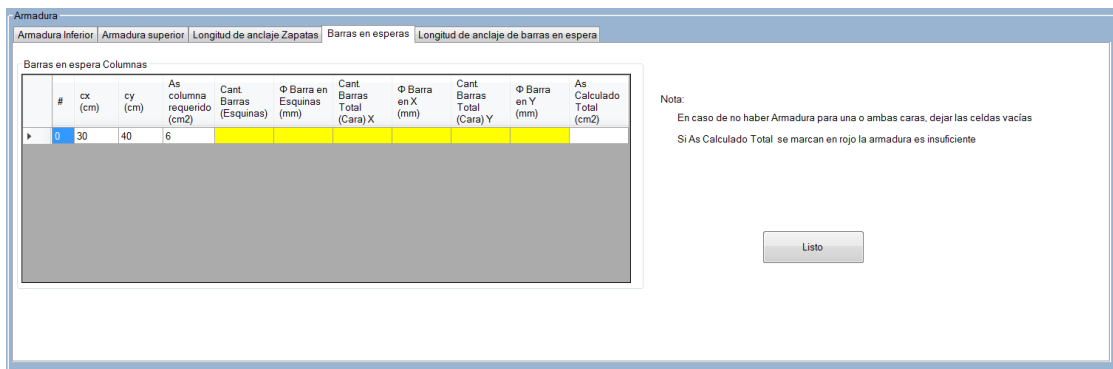 Armadura
Armadura Inferior Armadura superior Longitud de anclaje Zapatas Barras en esperas Longitud de anclaje de barras en espera
Barras en espera Columnas
# cx (cm) cy (cm) As columna requerido (cm2) Cant. Barras (Esquinas) Φ Barra en Esquinas (mm) Cant. Barras Total (Cara) X Φ Barra en X (mm) Cant. Barras Total (Cara) Y Φ Barra en Y (mm) As Calculado Total (cm2)
0 30 40 6
Nota:
En caso de no haber Armadura para una o ambas caras, dejar las celdas vacías
Si As Calculado Total se marcan en rojo la armadura es insuficiente
Listo